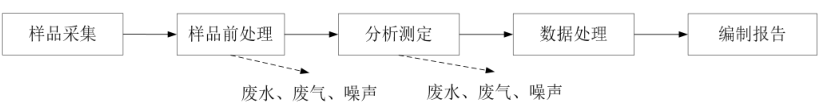 样品采集
样品前处理
分析测定
数据处理
编制报告
废水、废气、噪声
废水、废气、噪声